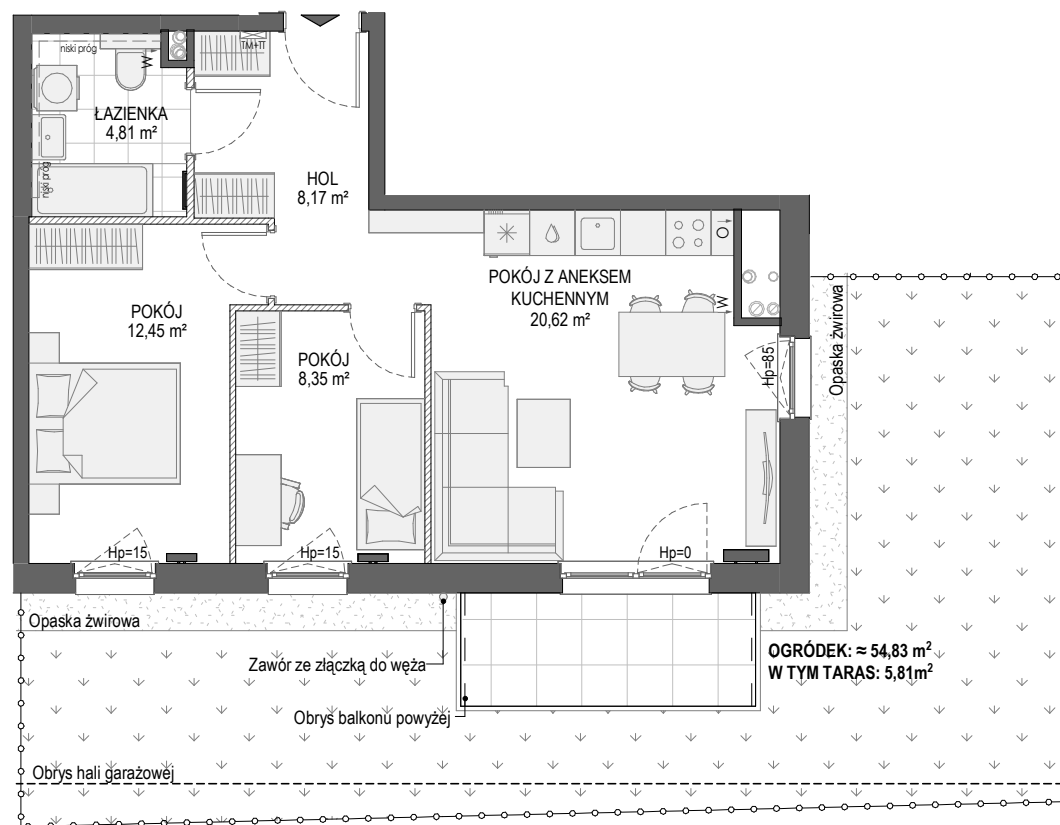 niski próg
W
TM+TT
ŁAZIENKA
4,81 m²
niski próg
HOL
8,17 m²
O
POKÓJ Z ANEKSEM
KUCHENNYM
20,62 m²
W
POKÓJ
12,45 m²
POKÓJ
8,35 m²
Hp=85
Opaska żwirowa
Hp=15
Hp=15
Hp=0
Opaska żwirowa
Zawór ze złączką do węża
OGRÓDEK: ≈ 54,83 m²
W TYM TARAS: 5,81m²
Obrys balkonu powyżej
Obrys hali garażowej